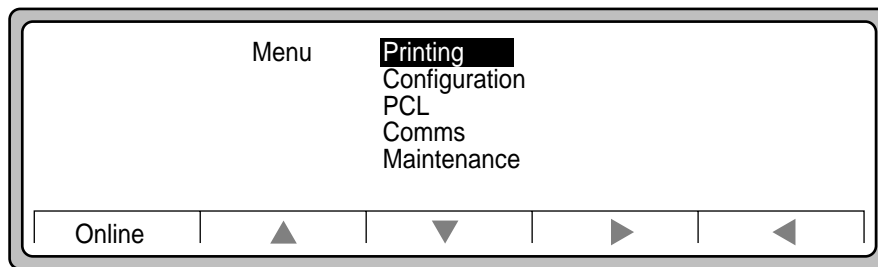 Menu Printing
Configuration
PCL
Comms
Maintenance
Online